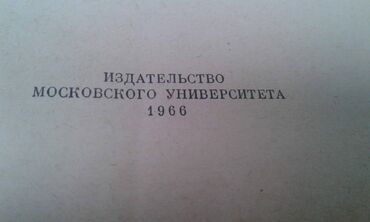 ИЗДАТЕЛЬСТВО
МОСКОВСКОГО УНИВЕРСИТЕТА
1966